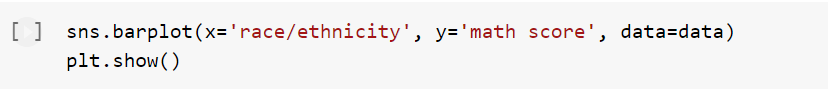 [ ] sns.barplot(x='race/ethnicity', y='math score', data=data)
plt.show()